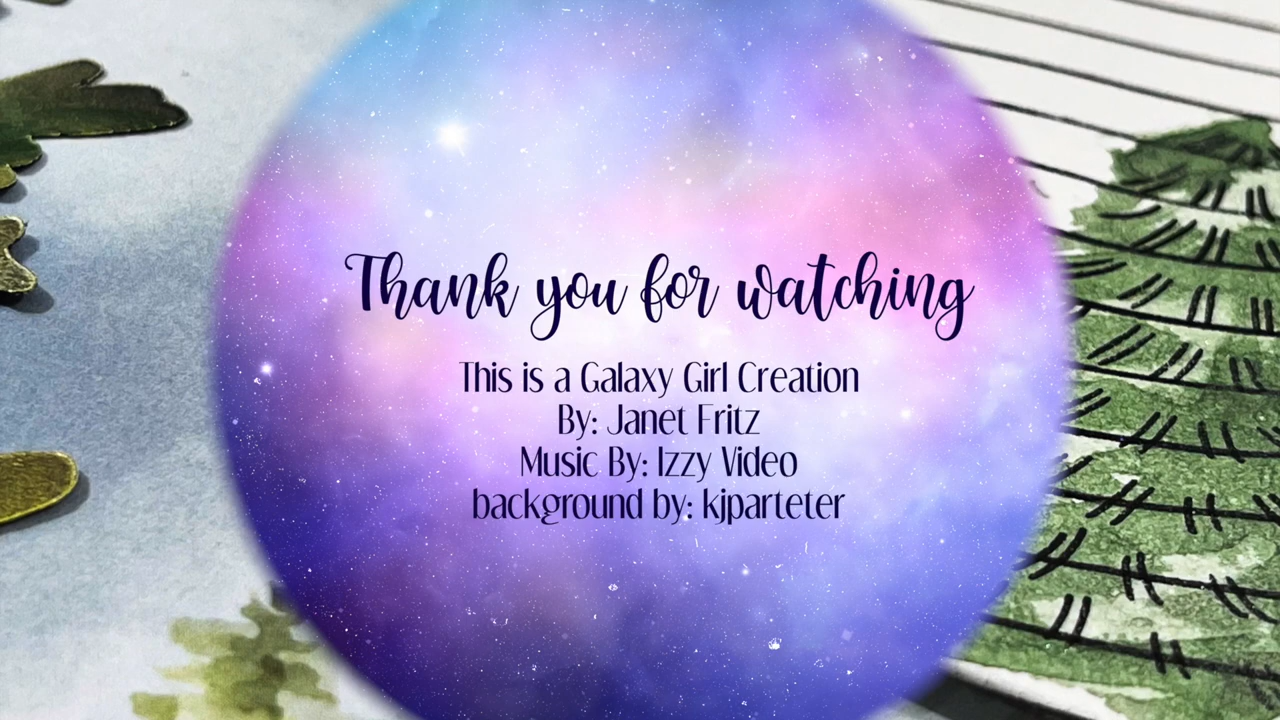 Thank you for watching
This is a Galaxy Girl Creation
By: Janet Fritz
Music By: Izzy Video
background by: kjparteter